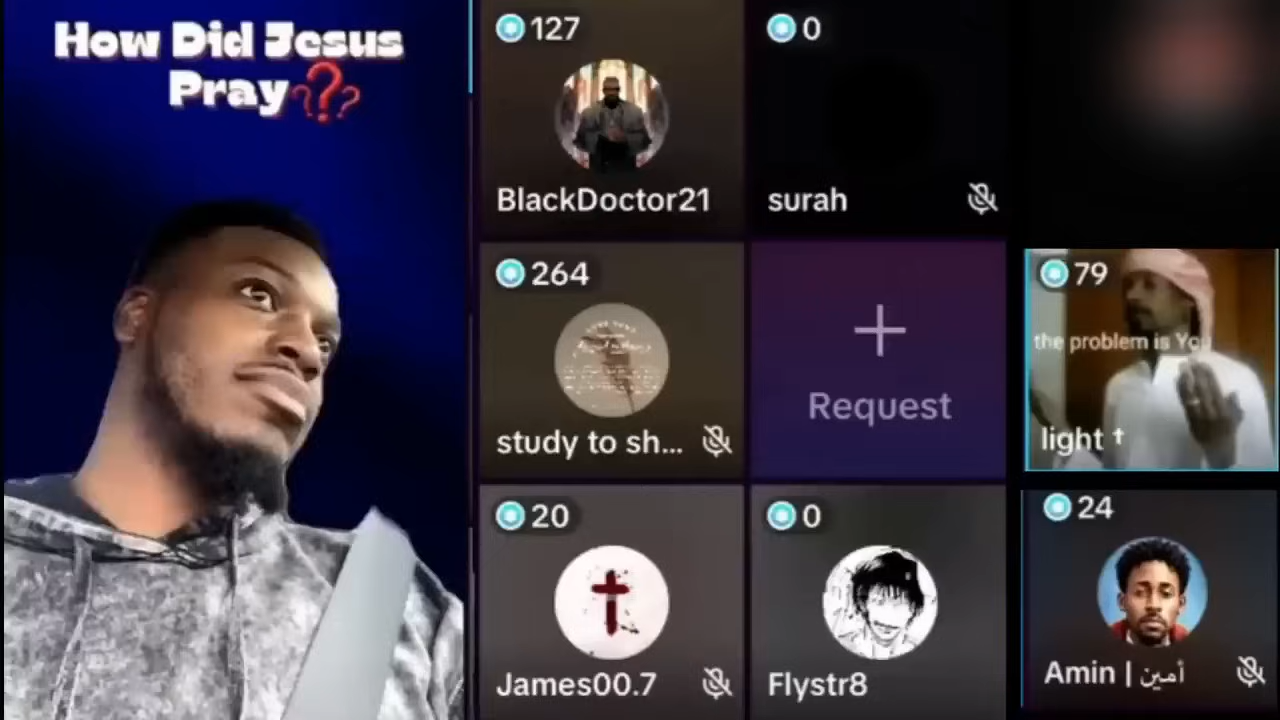 How Did Jesus
Pray❓❓❓
127
BlackDoctor21
0
surah
264
study to sh...
Request
79
the problem is You
light †
20
James00.7
0
Flystr8
24
Amin | أمين